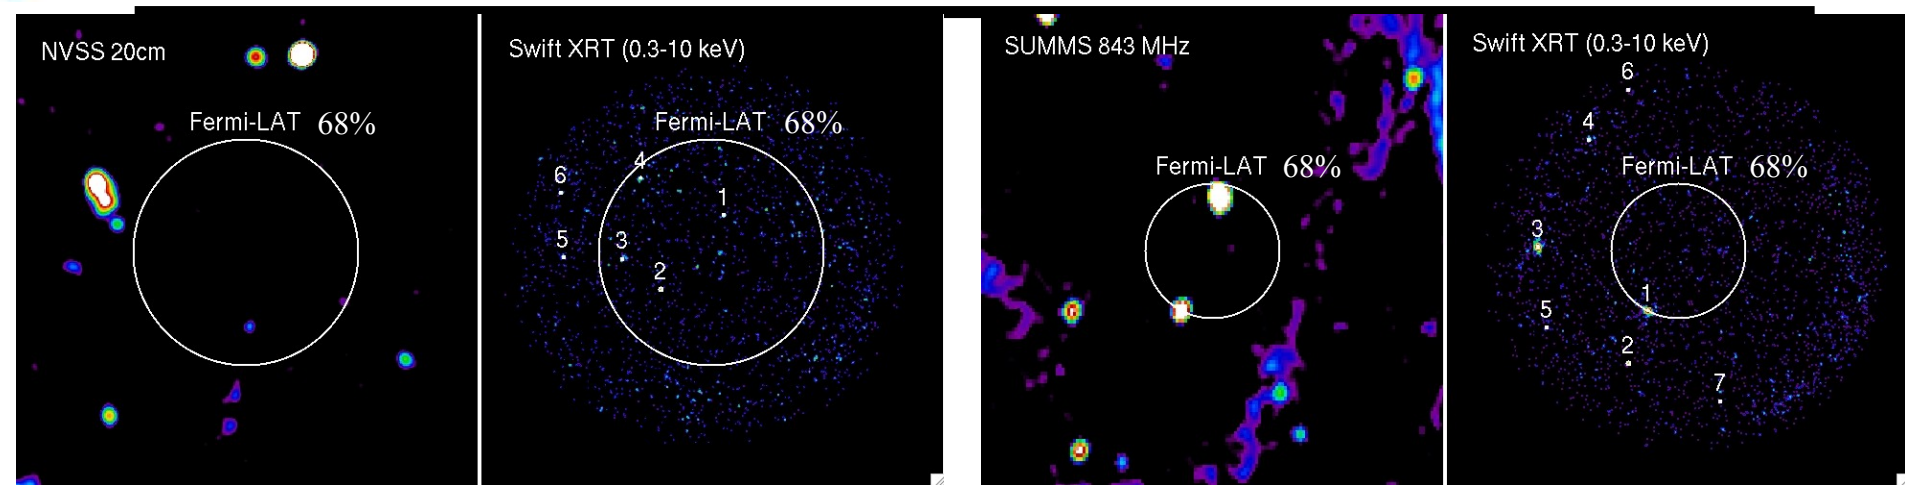 NVSS 20cm
Fermi-LAT 68%
Swift XRT (0.3-10 keV)
Fermi-LAT 68%
4
6
1
5
3
2
SUMMS 843 MHz
Fermi-LAT 68%
Swift XRT (0.3-10 keV)
6
4
Fermi-LAT 68%
3
1
5
2
7